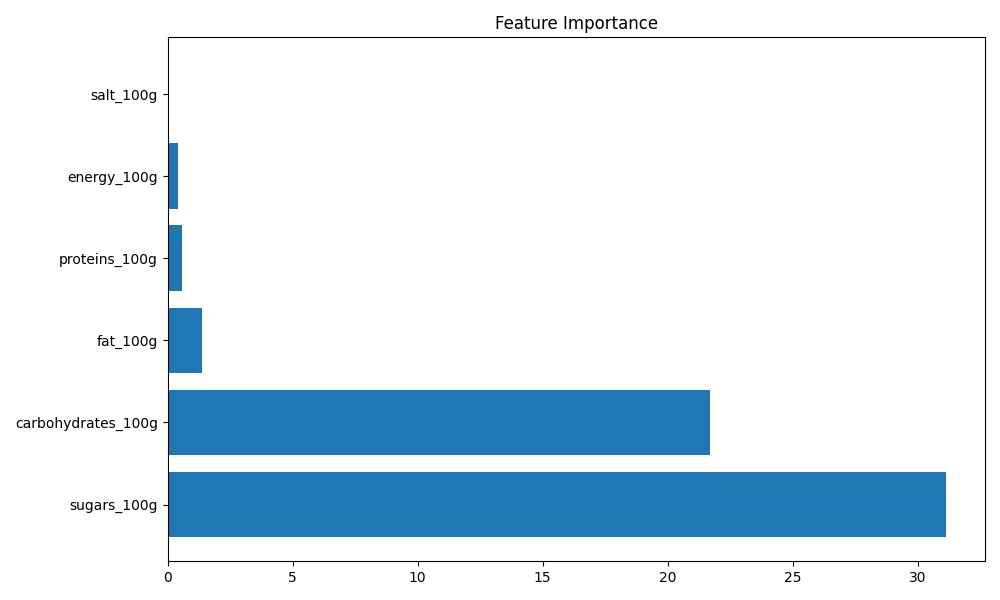 Feature Importance
salt_100g
energy_100g
proteins_100g
fat_100g
carbohydrates_100g
sugars_100g
0 5 10 15 20 25 30